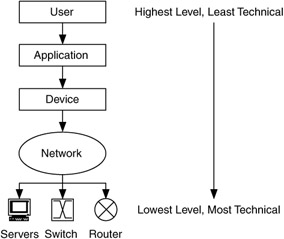 User
Highest Level, Least Technical
Application
Device
Network
Lowest Level, Most Technical
Servers Switch Router